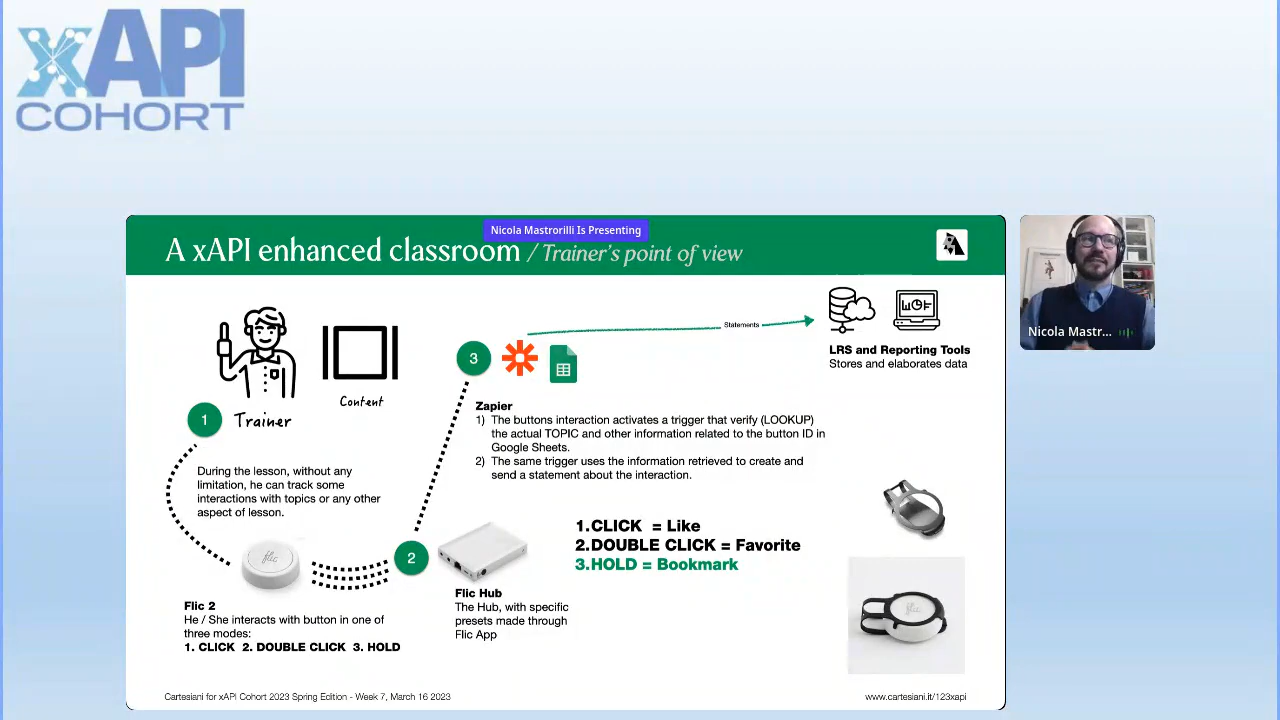 xAPI
COHORT
Nicola Mastrorilli Is Presenting
A xAPI enhanced classroom / Trainer's point of view
Statements
3
LRS and Reporting Tools
Stores and elaborates data
Content
1
Trainer
Zapier
1) The buttons interaction activates a trigger that verify (LOOKUP)
the actual TOPIC and other information related to the button ID in
Google Sheets.
2) The same trigger uses the information retrieved to create and
send a statement about the interaction.
During the lesson, without any
limitation, he can track some
interactions with topics or any other
aspect of lesson.
1.CLICK = Like
2.DOUBLE CLICK = Favorite
3.HOLD = Bookmark
flic
2
Flic 2
He / She interacts with button in one of
three modes:
1. CLICK 2. DOUBLE CLICK 3. HOLD
Flic Hub
The Hub, with specific
presets made through
Flic App
flic
Cartesiani for xAPI Cohort 2023 Spring Edition - Week 7, March 16 2023
www.cartesiani.it/123xapi
Nicola Mastr...